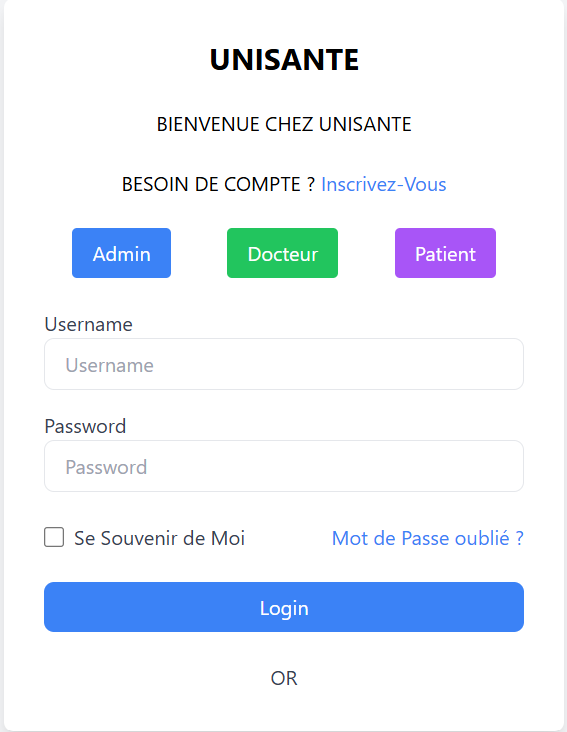 UNISANTE
BIENVENUE CHEZ UNISANTE
BESOIN DE COMPTE ? Inscrivez-Vous
Admin Docteur Patient
Username
Username
Password
Password
Se Souvenir de Moi Mot de Passe oublié ?
Login
OR